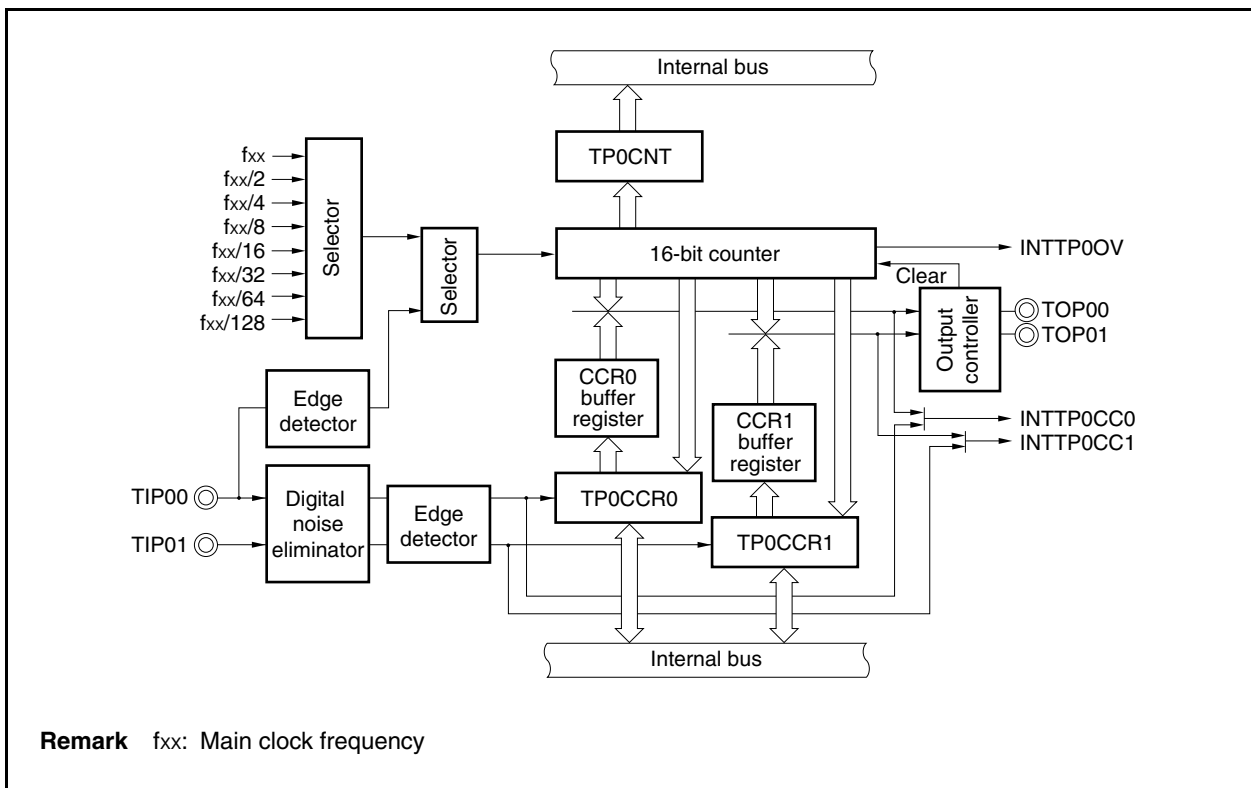 Internal bus
TP0CNT
fxx
fxx/2
fxx/4
fxx/8
fxx/16
fxx/32
fxx/64
fxx/128
Selector
Selector
16-bit counter
INTTP0OV
Clear
Output
controller
TOP00
TOP01
CCR0
buffer
register
CCR1
buffer
register
INTTP0CC0
INTTP0CC1
Edge
detector
TIP00
TIP01
Digital
noise
eliminator
Edge
detector
TP0CCR0
TP0CCR1
Internal bus
Remark fxx: Main clock frequency